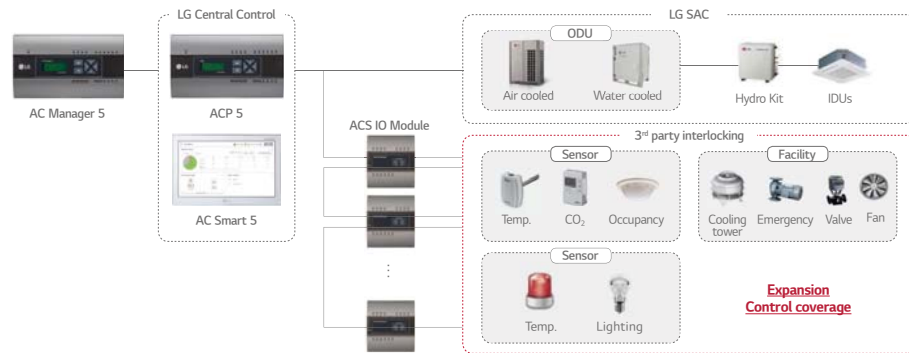 LG Central Control
AC Manager 5
ACP 5
AC Smart 5
ACS IO Module
LG SAC
ODU
Air cooled
Water cooled
Hydro Kit
IDUs
3rd party interlocking
Sensor
Temp.
CO2
Occupancy
Facility
Cooling
tower
Emergency
Valve
Fan
Sensor
Temp.
Lighting
Expansion
Control coverage
LG
LG